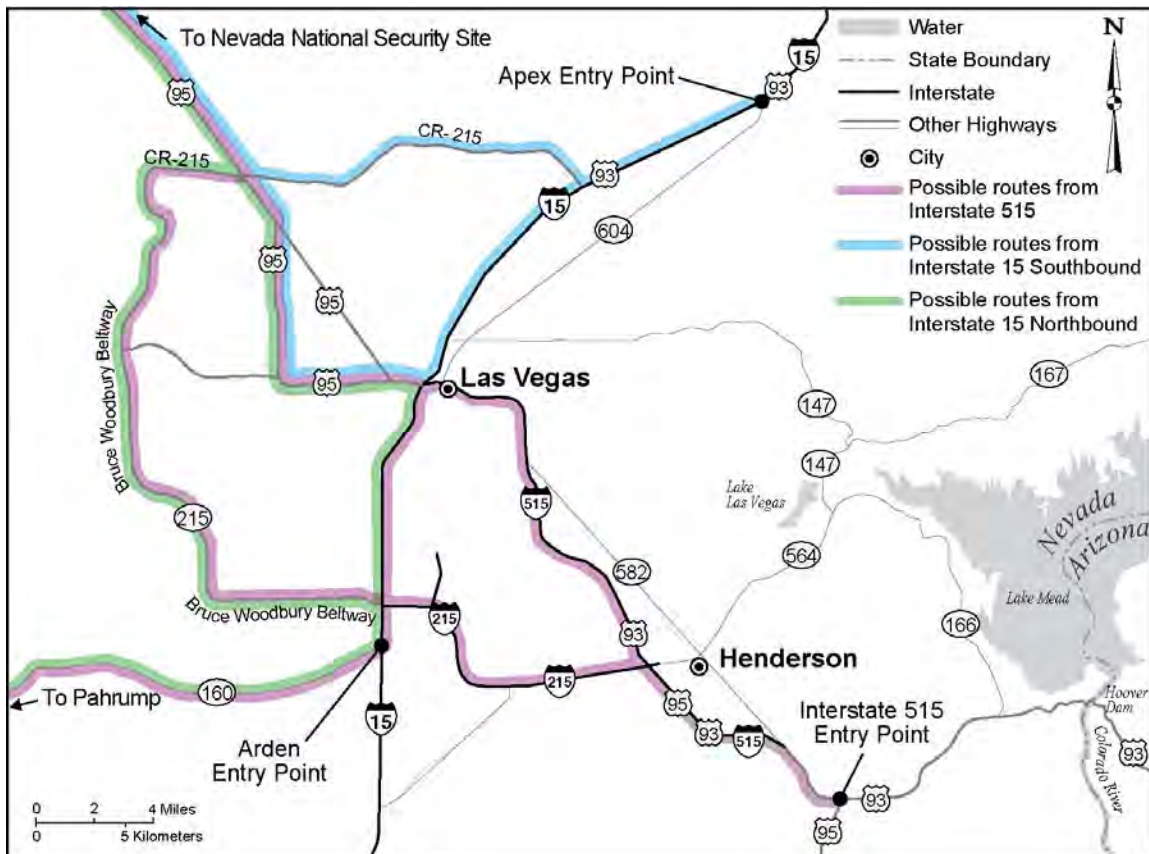 To Nevada National Security Site
Apex Entry Point
15
93
95
CR-215
CR-215
93
15
604
95
95
Bruce Woodbury Beltway
95
Las Vegas
147
167
147
Lake
Las Vegas
515
215
564
582
Nevada
Arizona
Lake Mead
Bruce Woodbury Beltway
215
93
166
Henderson
To Pahrump
160
215
95
93
515
Interstate 515
Entry Point
Hoover
Dam
Colorado River
93
15
Arden
Entry Point
93
95
0 2 4 Miles
0 5 Kilometers
N
Water
State Boundary
Interstate
Other Highways
City
Possible routes from
Interstate 515
Possible routes from
Interstate 15 Southbound
Possible routes from
Interstate 15 Northbound